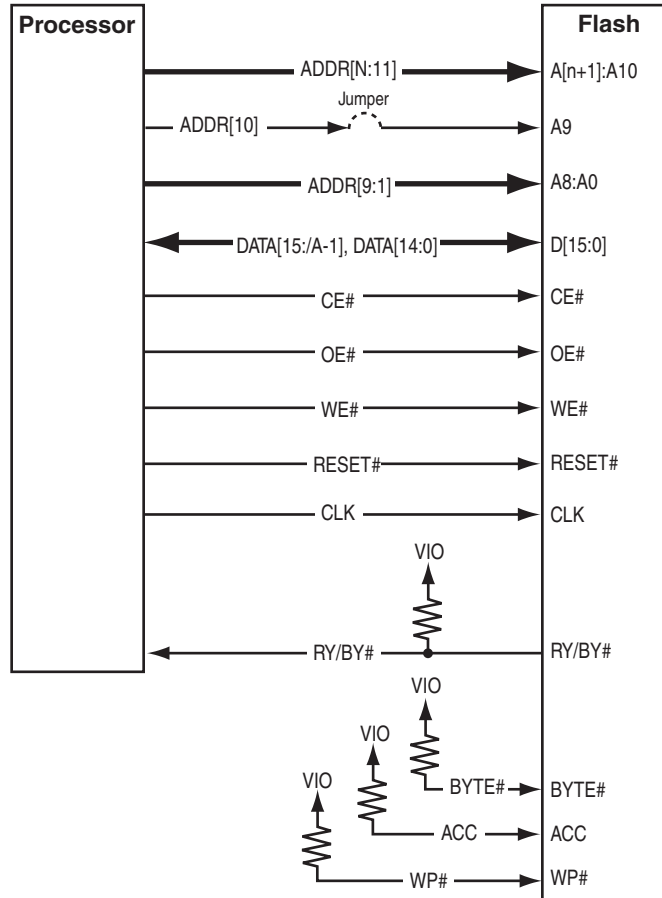 Processor
Flash
ADDR[N:11]
A[n+1]:A10
Jumper
ADDR[10]
A9
ADDR[9:1]
A8:A0
DATA[15:/A-1], DATA[14:0]
D[15:0]
CE#
CE#
OE#
OE#
WE#
WE#
RESET#
RESET#
CLK
CLK
VIO
RY/BY#
RY/BY#
VIO
VIO
VIO
BYTE#
BYTE#
ACC
ACC
WP#
WP#